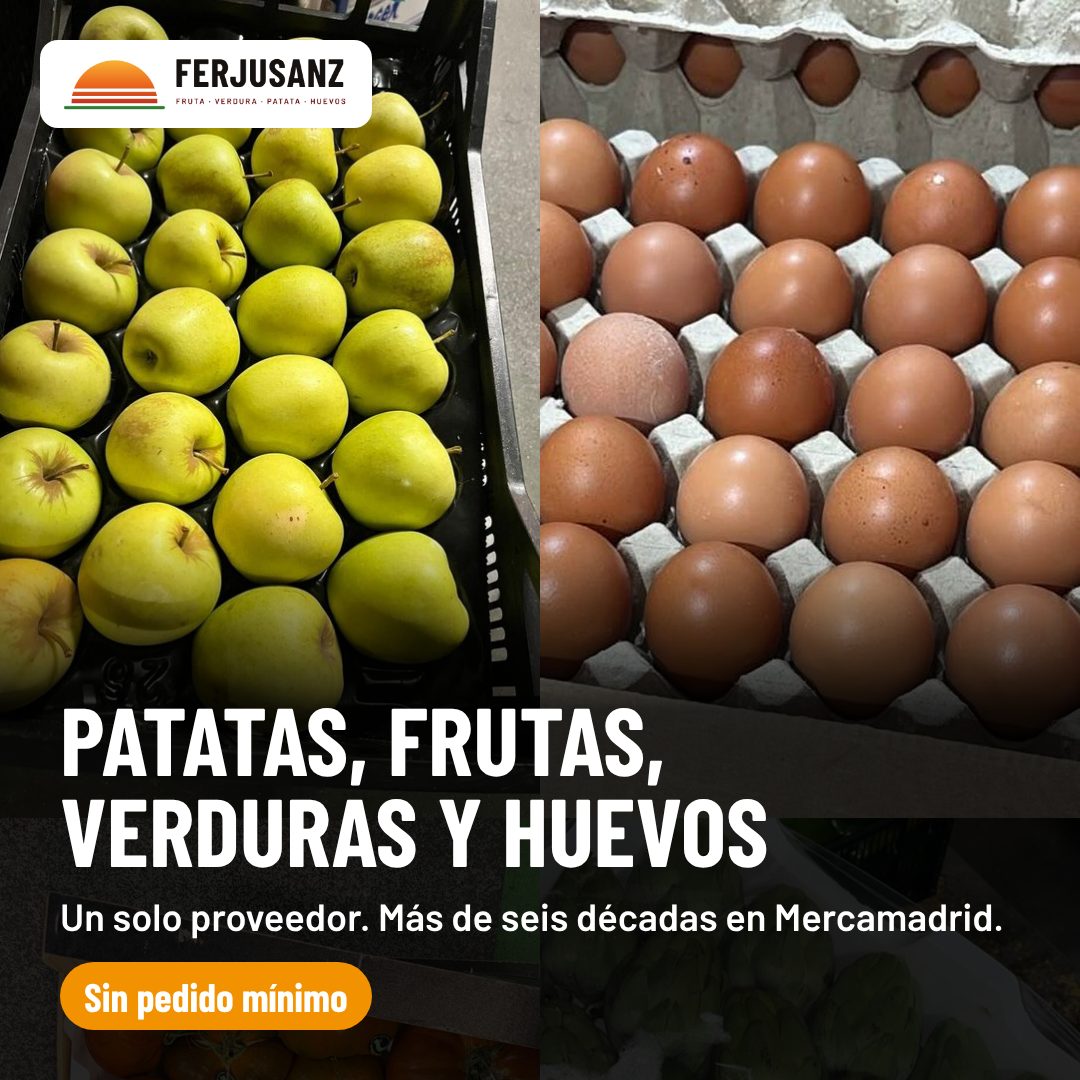 FERJUSANZ
FRUTA · VERDURA · PATATA · HUEVOS
PATATAS, FRUTAS,
VERDURAS Y HUEVOS
Un solo proveedor. Más de seis décadas en Mercamadrid.
Sin pedido mínimo